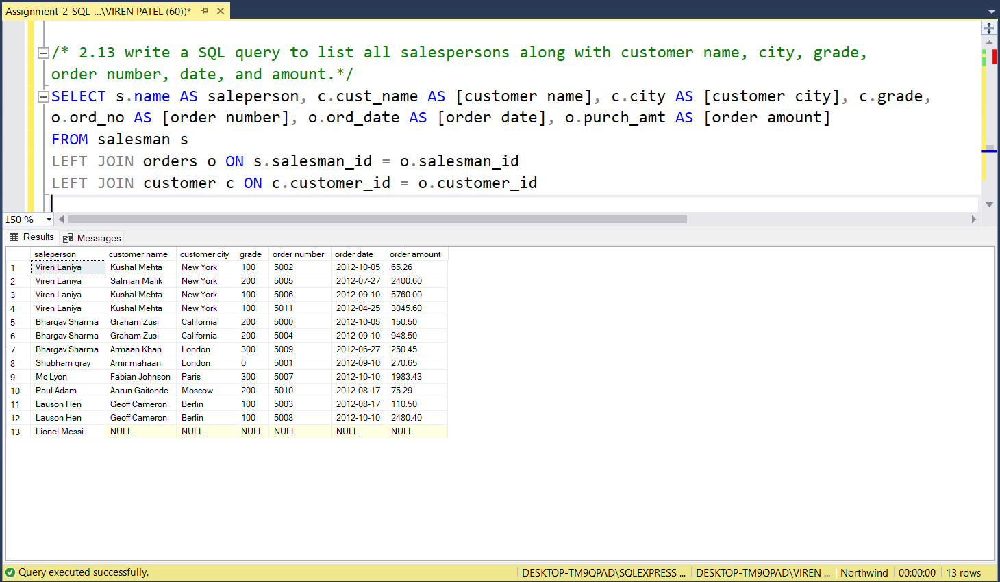 Assignment-2_SQL_...\VIREN PATEL (60))*
/* 2.13 write a SQL query to list all salespersons along with customer name, city, grade,
order number, date, and amount.*/
SELECT s.name AS saleperson, c.cust_name AS [customer name], c.city AS [customer city], c.grade,
o.ord_no AS [order number], o.ord_date AS [order date], o.purch_amt AS [order amount]
FROM salesman s
LEFT JOIN orders o ON s.salesman_id = o.salesman_id
LEFT JOIN customer c ON c.customer_id = o.customer_id
150 %
Results Messages
saleperson customer name customer city grade order number order date order amount
1 Viren Laniya Kushal Mehta New York 100 5002 2012-10-05 65.26
2 Viren Laniya Salman Malik New York 200 5005 2012-07-27 2400.60
3 Viren Laniya Kushal Mehta New York 100 5006 2012-09-10 5760.00
4 Viren Laniya Kushal Mehta New York 100 5011 2012-04-25 3045.60
5 Bhargav Sharma Graham Zusi California 200 5000 2012-10-05 150.50
6 Bhargav Sharma Graham Zusi California 200 5004 2012-09-10 948.50
7 Bhargav Sharma Armaan Khan London 300 5009 2012-06-27 250.45
8 Shubham gray Amir mahaan London 0 5001 2012-09-10 270.65
9 Mc Lyon Fabian Johnson Paris 300 5007 2012-10-10 1983.43
10 Paul Adam Aarun Gaitonde Moscow 200 5010 2012-08-17 75.29
11 Lauson Hen Geoff Cameron Berlin 100 5003 2012-08-17 110.50
12 Lauson Hen Geoff Cameron Berlin 100 5008 2012-10-10 2480.40
13 Lionel Messi NULL NULL NULL NULL NULL NULL
Query executed successfully. DESKTOP-TM9QPAD\SQLEXPRESS ... DESKTOP-TM9QPAD\VIREN ... Northwind 00:00:00 13 rows